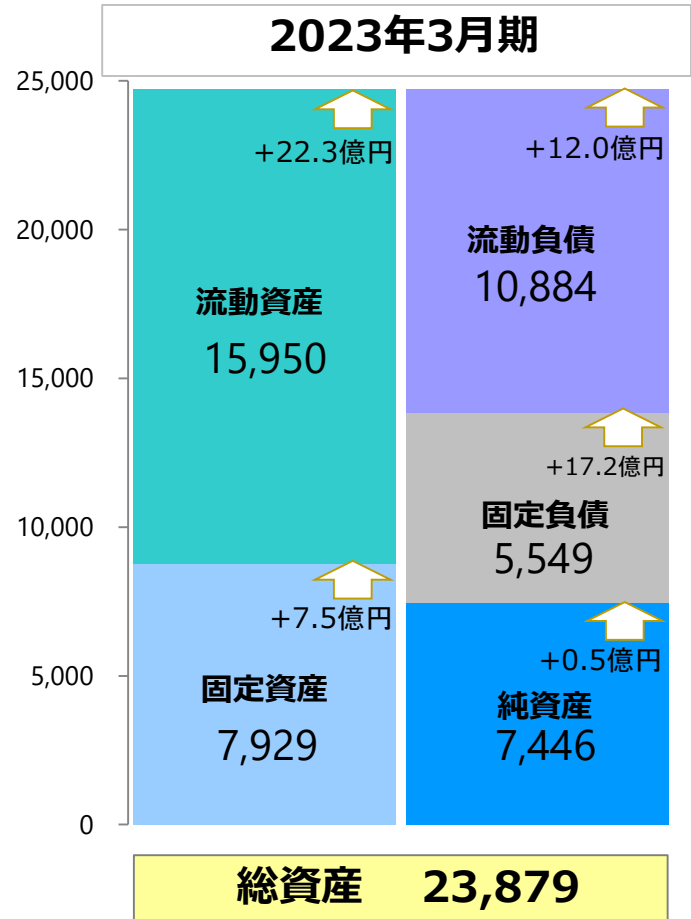 2023年3月期
25,000
20,000
15,000
10,000
5,000
0
+22.3億円
流動資産
15,950
+7.5億円
固定資産
7,929
+12.0億円
流動負債
10,884
+17.2億円
固定負債
5,549
+0.5億円
純資産
7,446
総資産 23,879